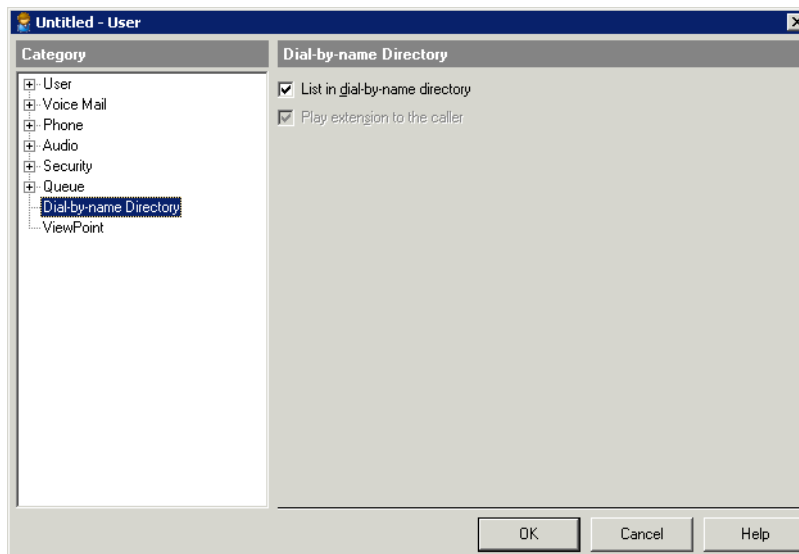 Untitled - User
Category
User
Voice Mail
Phone
Audio
Security
Queue
Dial-by-name Directory
ViewPoint
Dial-by-name Directory
List in dial-by-name directory
Play extension to the caller
OK
Cancel
Help